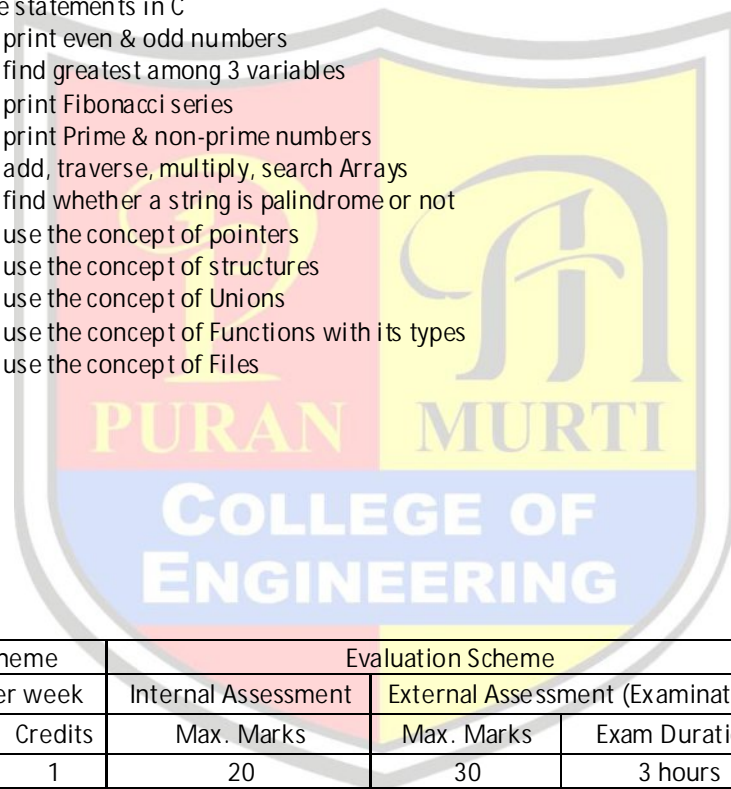 statements in C
print even & odd numbers
find greatest among 3 variables
print Fibonacci series
print Prime & non-prime numbers
add, traverse, multiply, search Arrays
find whether a string is palindrome or not
use the concept of pointers
use the concept of structures
use the concept of Unions
use the concept of Functions with its types
use the concept of Files
PURAN MURTI
COLLEGE OF
ENGINEERING
Evaluation Scheme
week Internal Assessment External Assessment
Credits Max. Marks Max. Marks Exam
1 20 30 3 hours